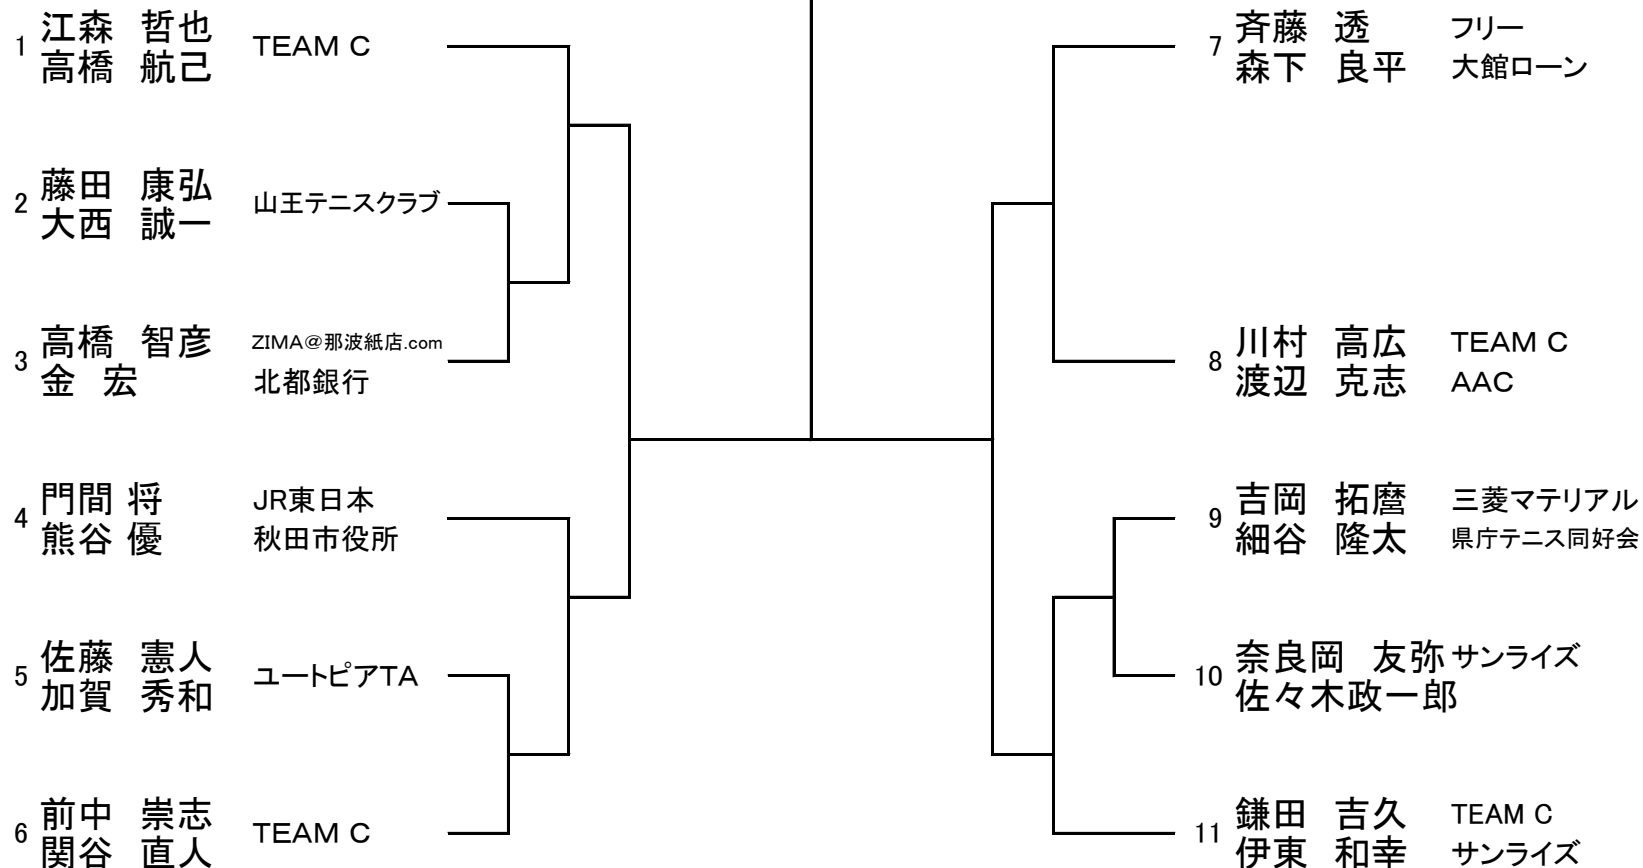 1 江森 哲也 TEAM C
高橋 航己
2 藤田 康弘 山王テニスクラブ
大西 誠一
3 高橋 智彦 ZIMA@那波紙店.com
金 宏 北都銀行
4 門間 将 JR東日本
熊谷 優 秋田市役所
5 佐藤 憲人 ユートピアTA
加賀 秀和
6 前中 崇志 TEAM C
関谷 直人
7 斉藤 透 フリー
森下 良平 大館ローン
8 川村 高広 TEAM C
渡辺 克志 AAC
9 吉岡 拓麿 三菱マテリアル
細谷 隆太 県庁テニス同好会
10 奈良岡 友弥 サンライズ
佐々木政一郎
11 鎌田 吉久 TEAM C
伊東 和幸 サンライズ